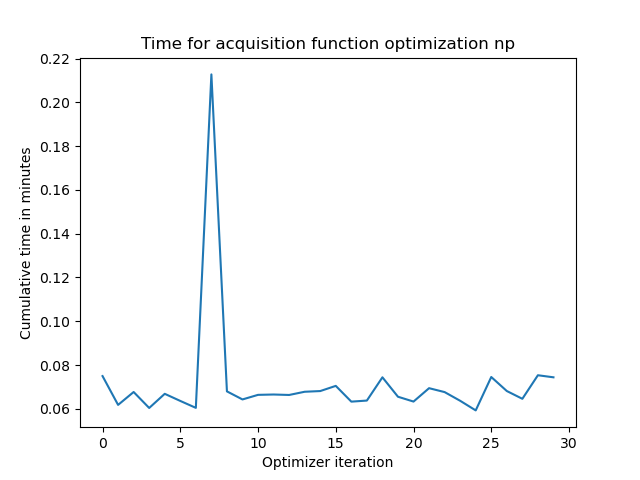 Time for acquisition function optimization np
Cumulative time in minutes
0.22
0.20
0.18
0.16
0.14
0.12
0.10
0.08
0.06
0 5 10 15 20 25 30
Optimizer iteration